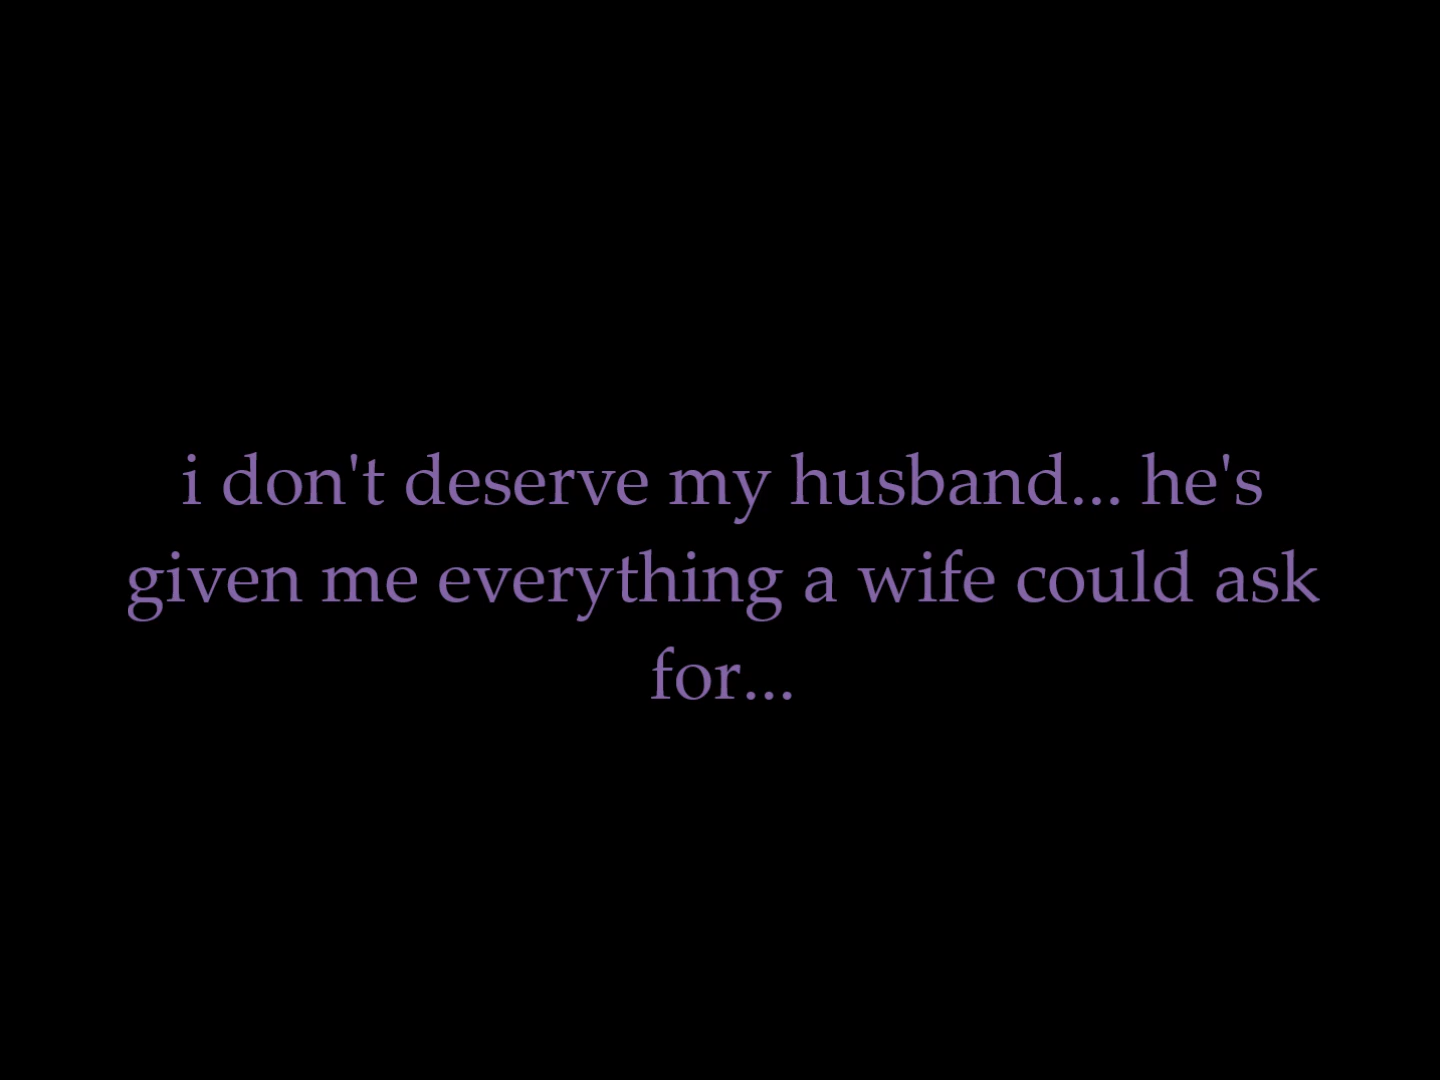 i don't deserve my husband... he's
given me everything a wife could ask
for...